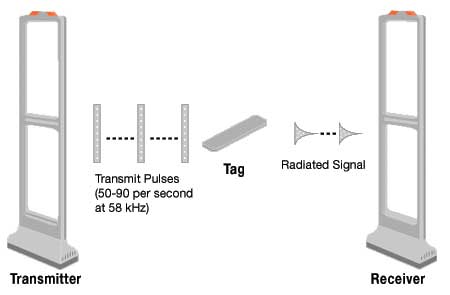 Transmit Pulses
(50-90 per second
at 58 kHz)
Tag
Radiated Signal
Transmitter
Receiver